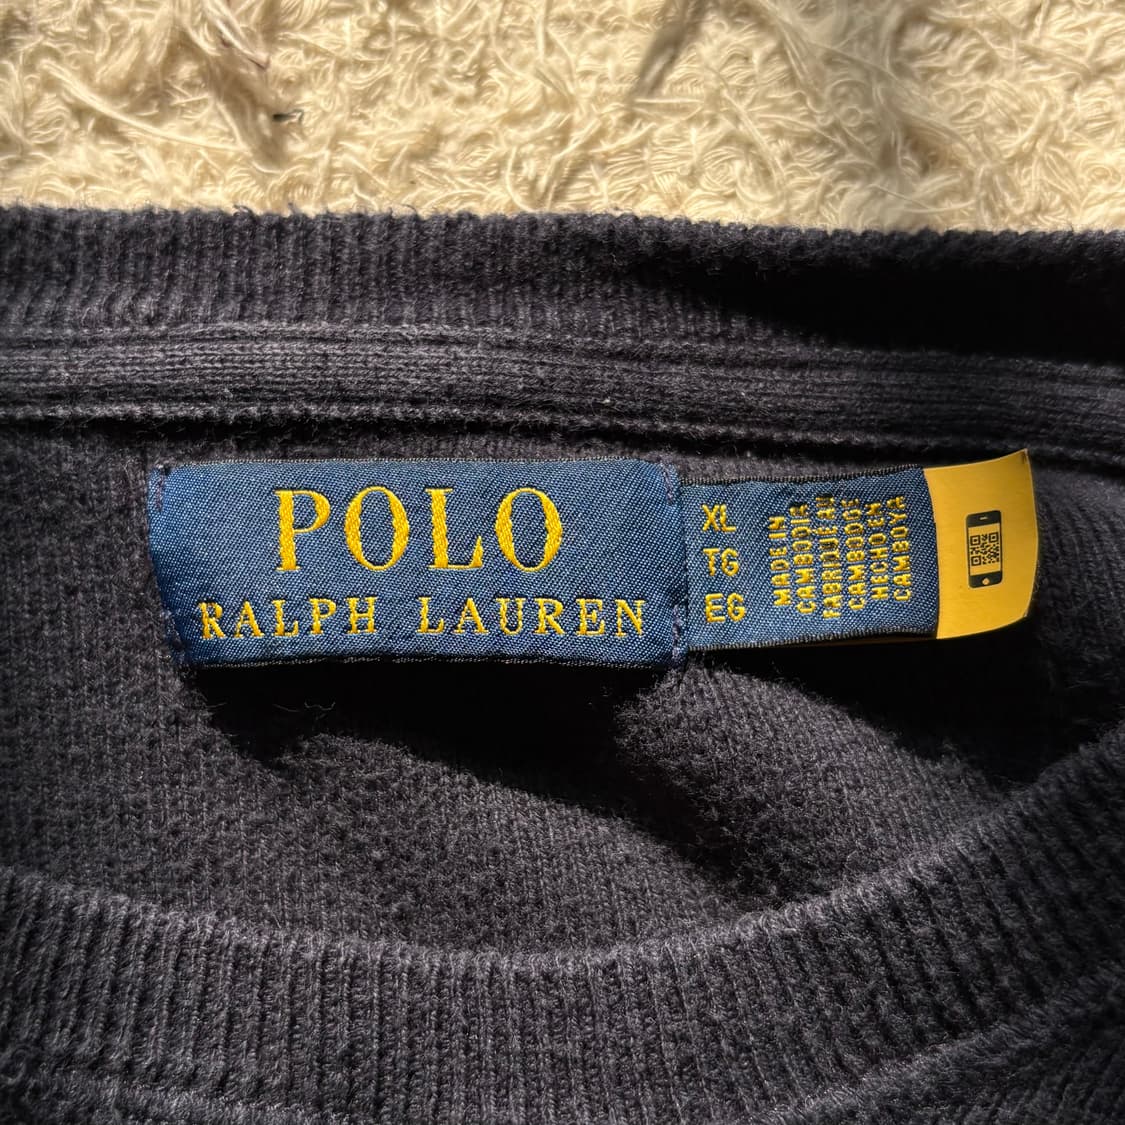 POLO
RALPH LAUREN
XL
TG
EG
MADE IN
CAMBODIA
FABRIQUÉ AU
CAMBODGE
HECHO EN
CAMBOYA